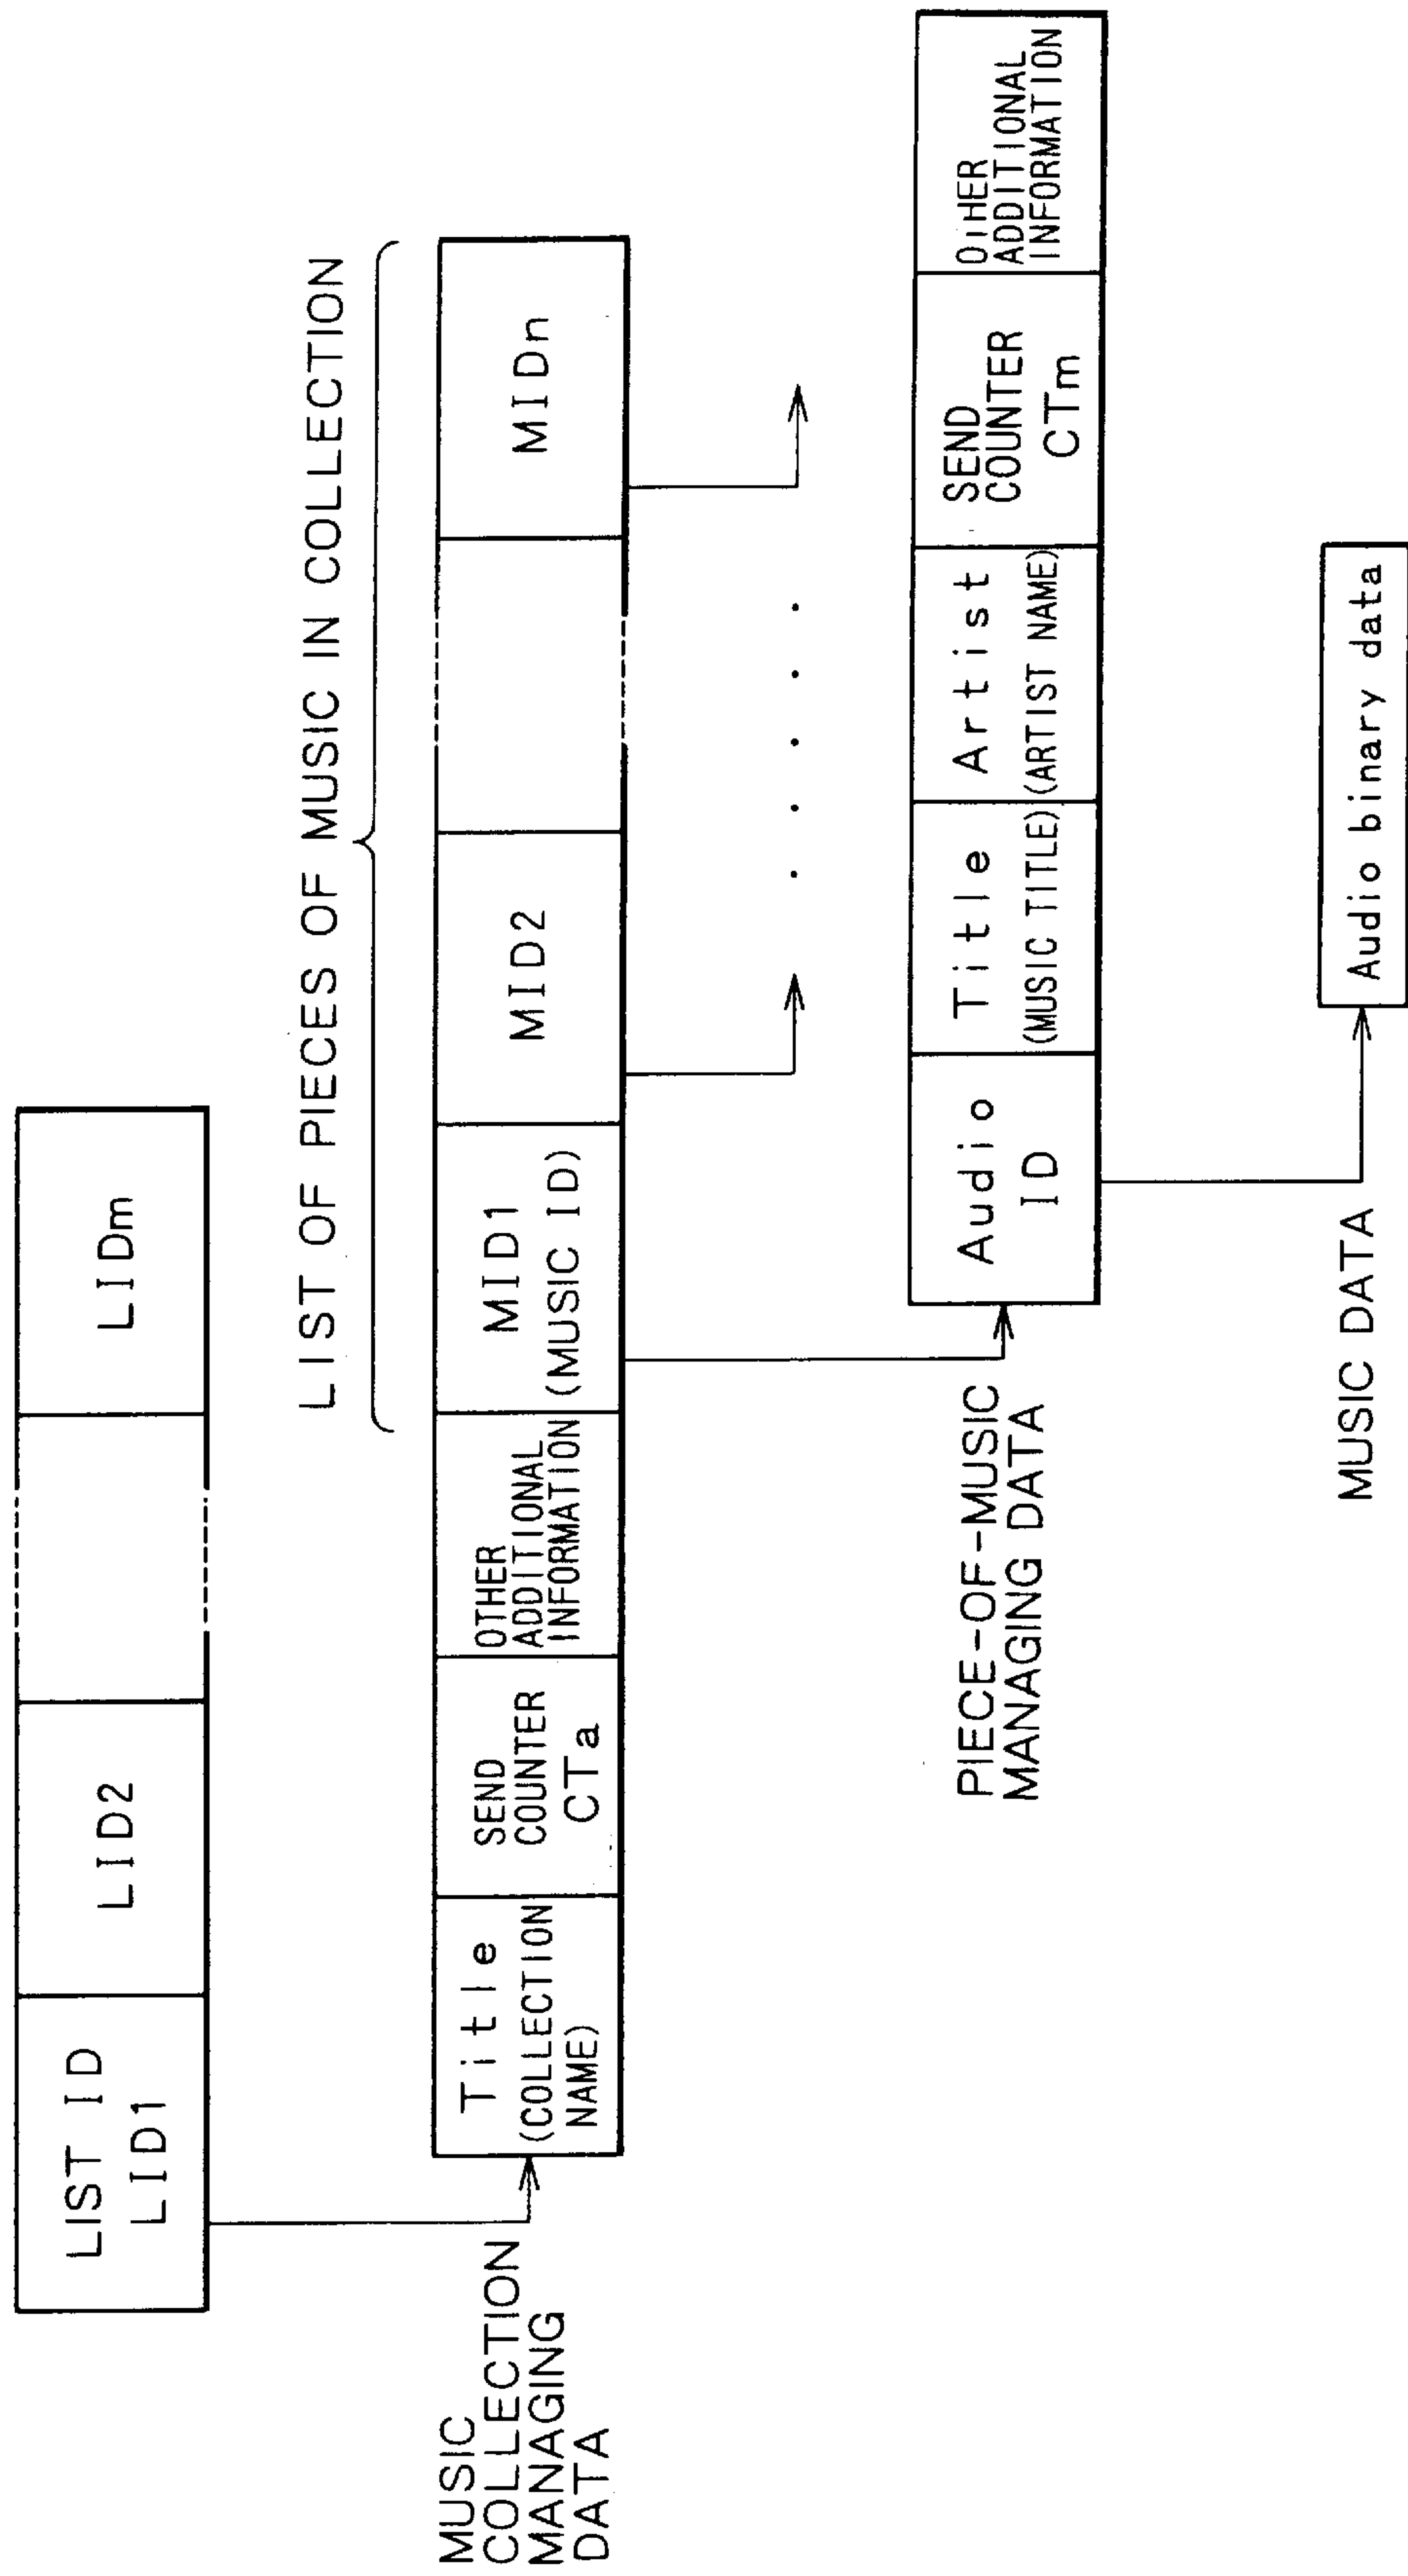 LIST ID
LID1
LID2
LIDm
LIST OF PIECES OF MUSIC IN COLLECTION
MUSIC
COLLECTION
MANAGING
DATA
Title
(COLLECTION
NAME)
SEND
COUNTER
CTa
OTHER
ADDITIONAL
INFORMATION
MID1
(MUSIC ID)
MID2
MIDn
PIECE-OF-MUSIC
MANAGING DATA
Audio
ID
Title
(MUSIC TITLE)
Artist
(ARTIST NAME)
SEND
COUNTER
CTm
OTHER
ADDITIONAL
INFORMATION
MUSIC DATA
Audio binary data